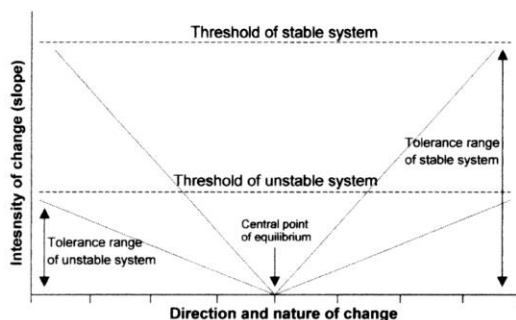 Threshold of stable system
Intesnsity of change (slope)
Tolerance range
of stable system
Threshold of unstable system
Central point
of equilibrium
Tolerance range
of unstable system
Direction and nature of change